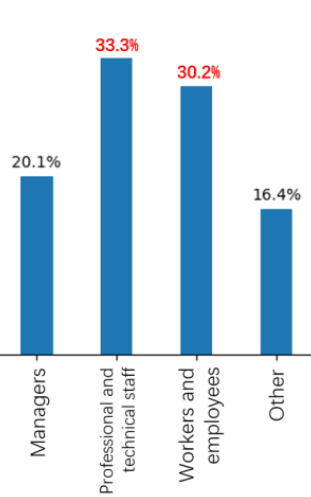 33.3%
30.2%
20.1%
16.4%
Managers
Professional and
technical staff
Workers and
employees
Other